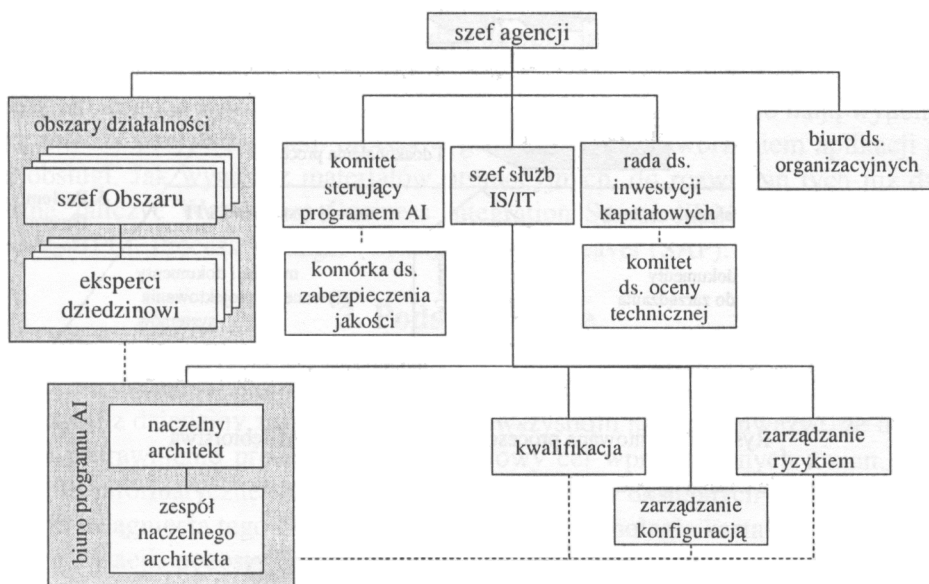 szef agencji
obszary działalności
szef Obszaru
eksperci
dziedzinowi
komitet
sterujący
programem AI
komórka ds.
zabezpieczenia
jakości
szef służb
IS/IT
rada ds.
inwestycji
kapitałowych
komitet
ds. oceny
technicznej
biuro ds.
organizacyjnych
biuro programu AI
naczelny
architekt
zespół
naczelnego
architekta
kwalifikacja
zarządzanie
konfiguracją
zarządzanie
ryzykiem